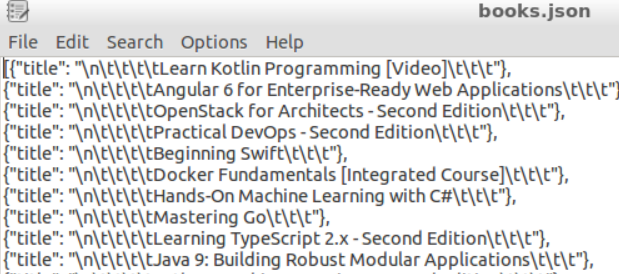 books.json
File Edit Search Options Help
[{"title": "\n\t\t\t\tLearn Kotlin Programming [Video]\t\t\t"},
{"title": "\n\t\t\t\tAngular 6 for Enterprise-Ready Web Applications\t\t\t"}
{"title": "\n\t\t\t\tOpenStack for Architects - Second Edition\t\t\t"},
{"title": "\n\t\t\t\tPractical DevOps - Second Edition\t\t\t"},
{"title": "\n\t\t\t\tBeginning Swift\t\t\t"},
{"title": "\n\t\t\t\tDocker Fundamentals [Integrated Course]\t\t\t"},
{"title": "\n\t\t\t\tHands-On Machine Learning with C#\t\t\t"},
{"title": "\n\t\t\t\tMastering Go\t\t\t"},
{"title": "\n\t\t\t\tLearning TypeScript 2.x - Second Edition\t\t\t"},
{"title": "\n\t\t\t\tJava 9: Building Robust Modular Applications\t\t\t"},